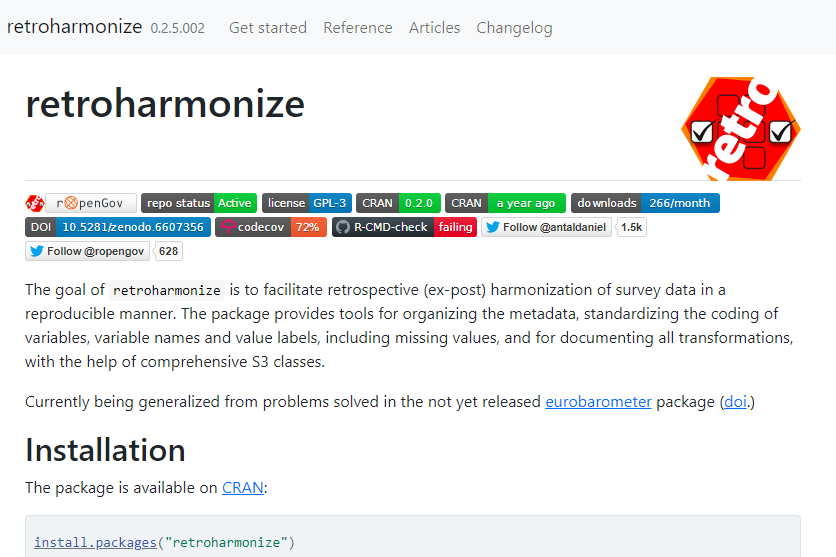 retroharmonize 0.2.5.002 Get started Reference Articles Changelog
retroharmonize
retro
retro rOpenGov repo status Active license GPL-3 CRAN 0.2.0 CRAN a year ago downloads 266/month
DOI 10.5281/zenodo.6607356 codecov 72% R-CMD-check failing Follow @antaldaniel 1.5k
Follow @ropengov 628
The goal of retroharmonize is to facilitate retrospective (ex-post) harmonization of survey data in a
reproducible manner. The package provides tools for organizing the metadata, standardizing the coding of
variables, variable names and value labels, including missing values, and for documenting all transformations,
with the help of comprehensive S3 classes.
Currently being generalized from problems solved in the not yet released eurobarometer package (doi.)
Installation
The package is available on CRAN:
install.packages("retroharmonize")